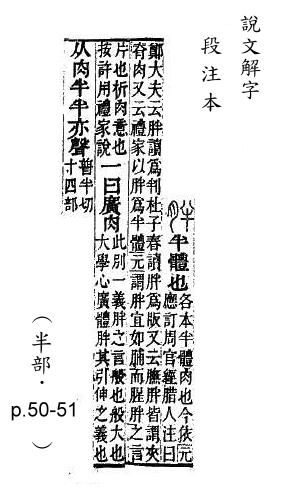 說文解字
段注本
半體也
各本半體肉也今依元
應訂周官經腊人注曰
鄭大夫云胖讀爲判杜子春讀胖爲版又云膴胖皆謂夾
脊肉又云禮家以胖爲半體元謂胖宜如脯而腥胖之言
片也析肉意也
按許用禮家說
一曰廣肉
此別一義胖之言般也般大也
大學心廣體胖其引伸之義也
从肉半半亦聲
普半切
十四部
(半部·
p.50-51
)